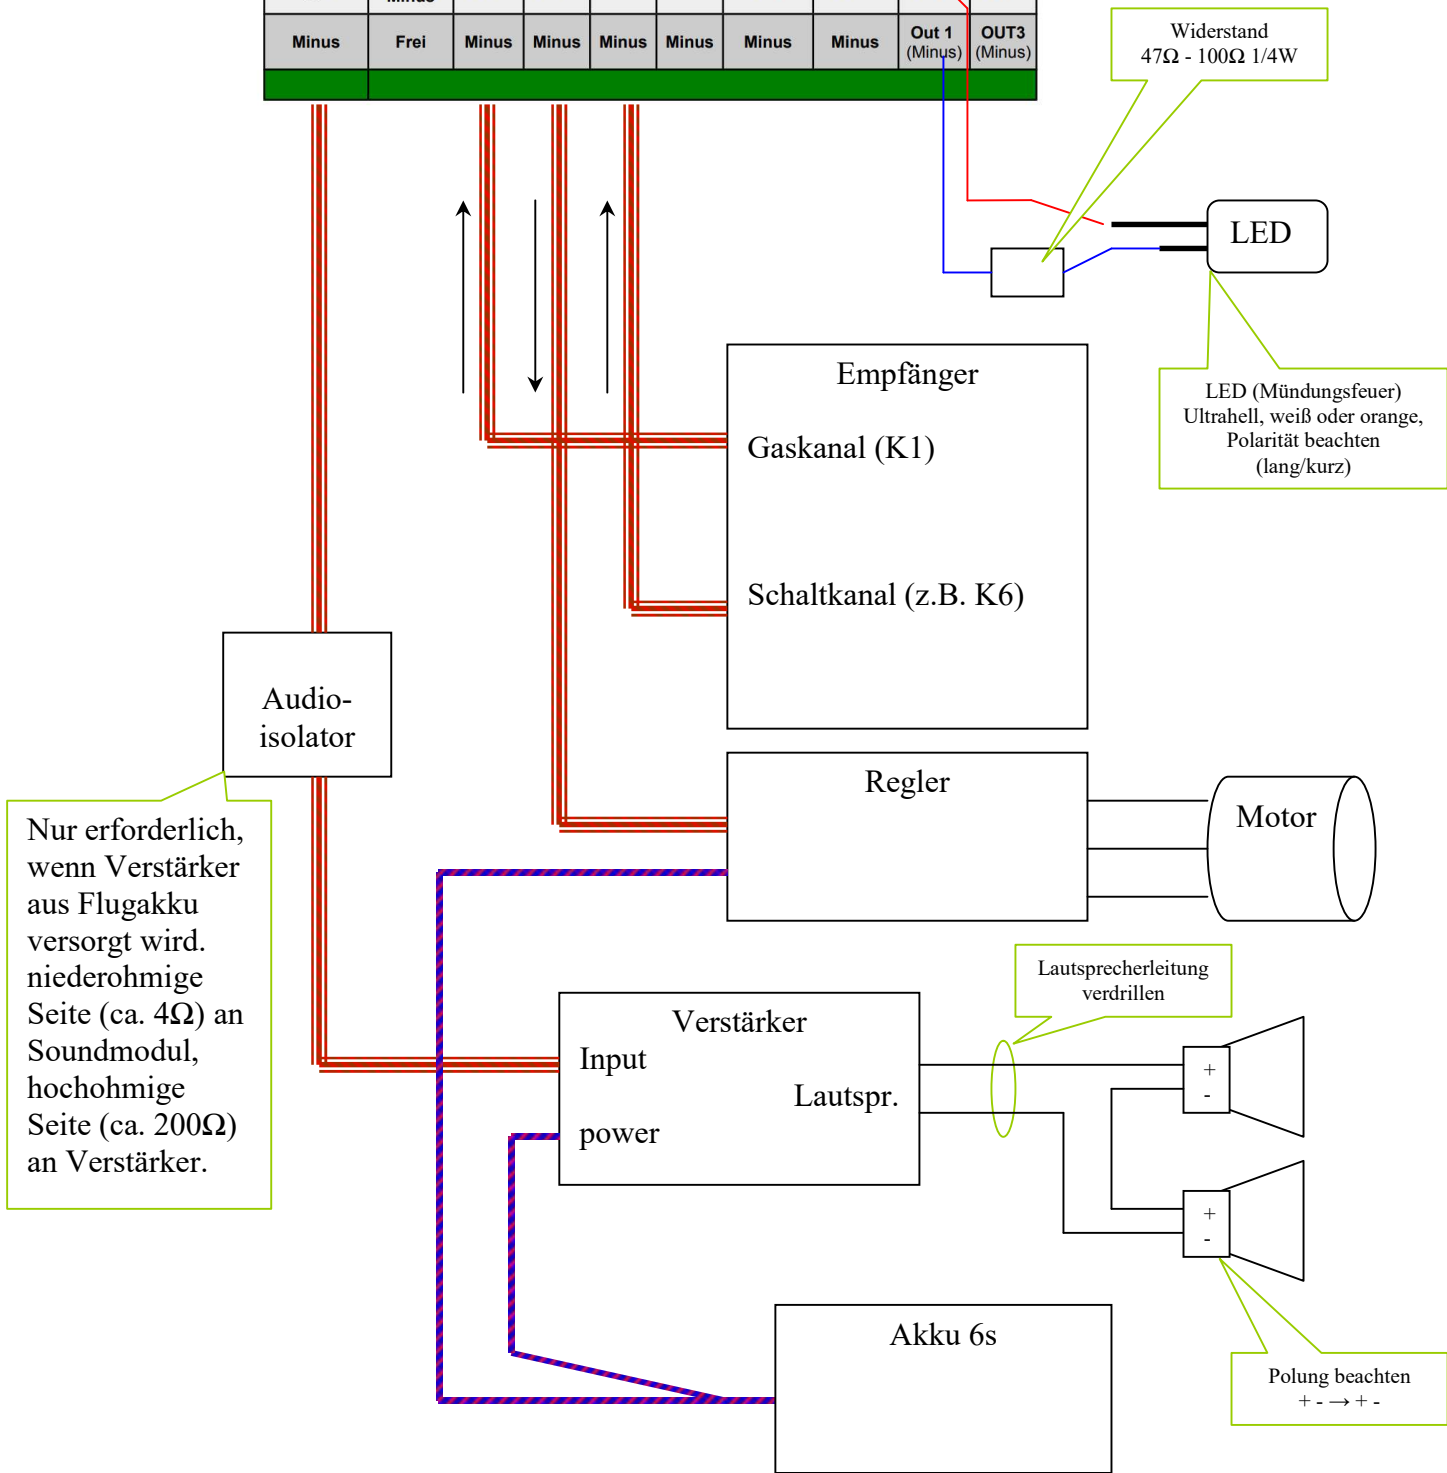 Minus
Minus Frei Minus Minus Minus Minus Minus Minus Out 1 OUT3
(Minus) (Minus)
Widerstand
47Ω - 100Ω 1/4W
LED
LED (Mündungsfeuer)
Ultrahell, weiß oder orange,
Polarität beachten
(lang/kurz)
Empfänger
Gaskanal (K1)
Schaltkanal (z.B. K6)
Audio-
isolator
Nur erforderlich,
wenn Verstärker
aus Flugakku
versorgt wird.
niederohmige
Seite (ca. 4Ω) an
Soundmodul,
hochohmige
Seite (ca. 200Ω)
an Verstärker.
Regler
Motor
Lautsprecherleitung
verdrillen
Verstärker
Input
Lautspr.
power
+
-
+
-
Akku 6s
Polung beachten
+ - → + -